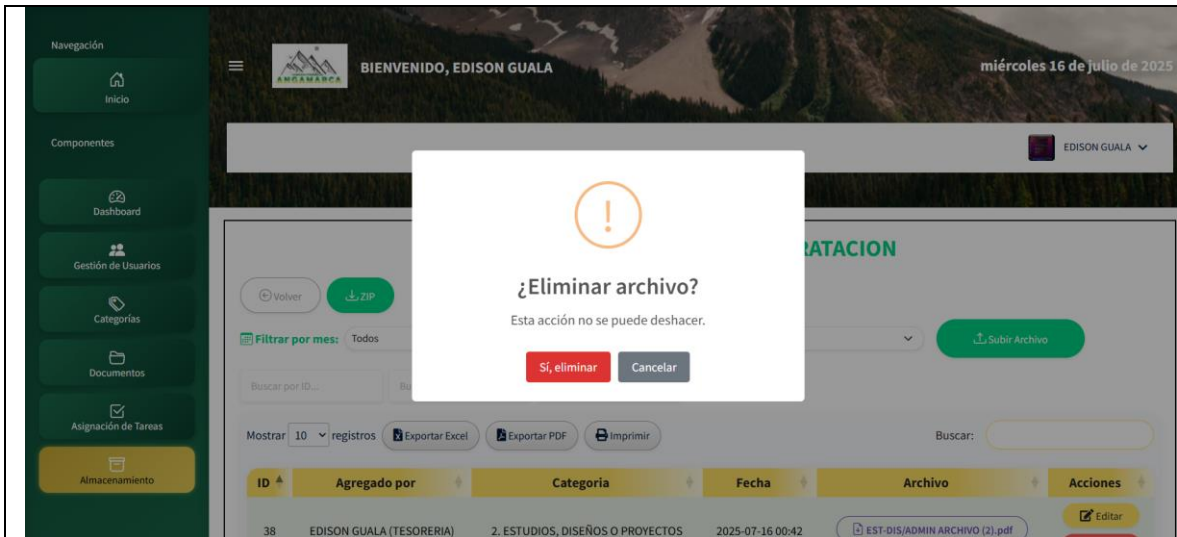 Navegación
Inicio
Componentes
Dashboard
Gestión de Usuarios
Categorías
Documentos
Asignación de Tareas
Almacenamiento
ANGAMARCA
BIENVENIDO, EDISON GUALA
miércoles 16 de julio de 2025
EDISON GUALA
RATACION
Volver
ZIP
Filtrar por mes: Todos
Subir Archivo
Buscar por ID...
Bu
!
¿Eliminar archivo?
Esta acción no se puede deshacer.
Sí, eliminar Cancelar
Mostrar 10 registros Exportar Excel Exportar PDF Imprimir Buscar:
ID Agregado por Categoria Fecha Archivo Acciones
38 EDISON GUALA (TESORERIA) 2. ESTUDIOS, DISEÑOS O PROYECTOS 2025-07-16 00:42 EST-DIS/ADMIN ARCHIVO (2).pdf Editar